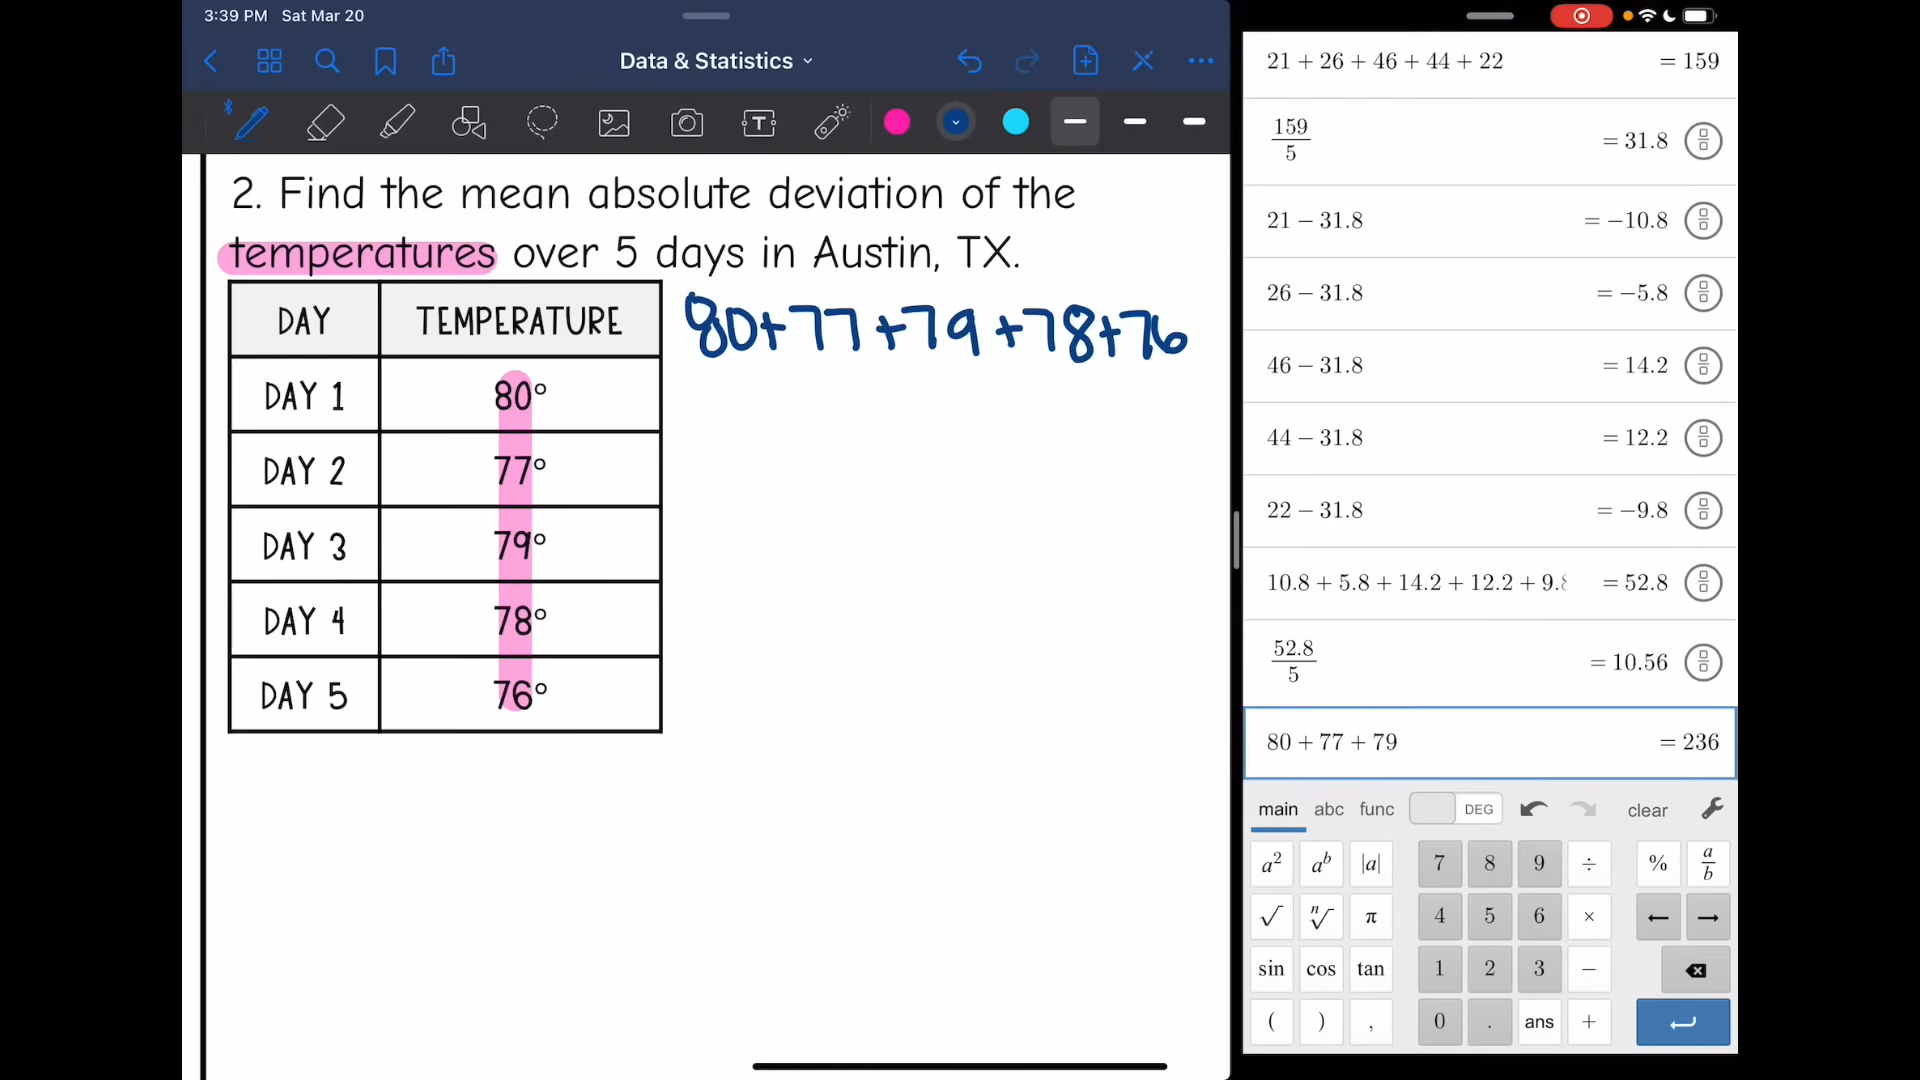 3:39 PM Sat Mar 20
Data & Statistics
T
2. Find the mean absolute deviation of the
temperatures over 5 days in Austin, TX.
DAY TEMPERATURE
DAY 1 80°
DAY 2 77°
DAY 3 79°
DAY 4 78°
DAY 5 76°
80+77+79+78+76
21 + 26 + 46 + 44 + 22 = 159
159/5 = 31.8
21 − 31.8 = −10.8
26 − 31.8 = −5.8
46 − 31.8 = 14.2
44 − 31.8 = 12.2
22 − 31.8 = −9.8
10.8 + 5.8 + 14.2 + 12.2 + 9.8 = 52.8
52.8/5 = 10.56
80 + 77 + 79 = 236
main abc func DEG clear
a² aᵇ |a| 7 8 9 ÷ % a/b
√ ⁿ√ π 4 5 6 × ← →
sin cos tan 1 2 3 −
( ) , 0 . ans +